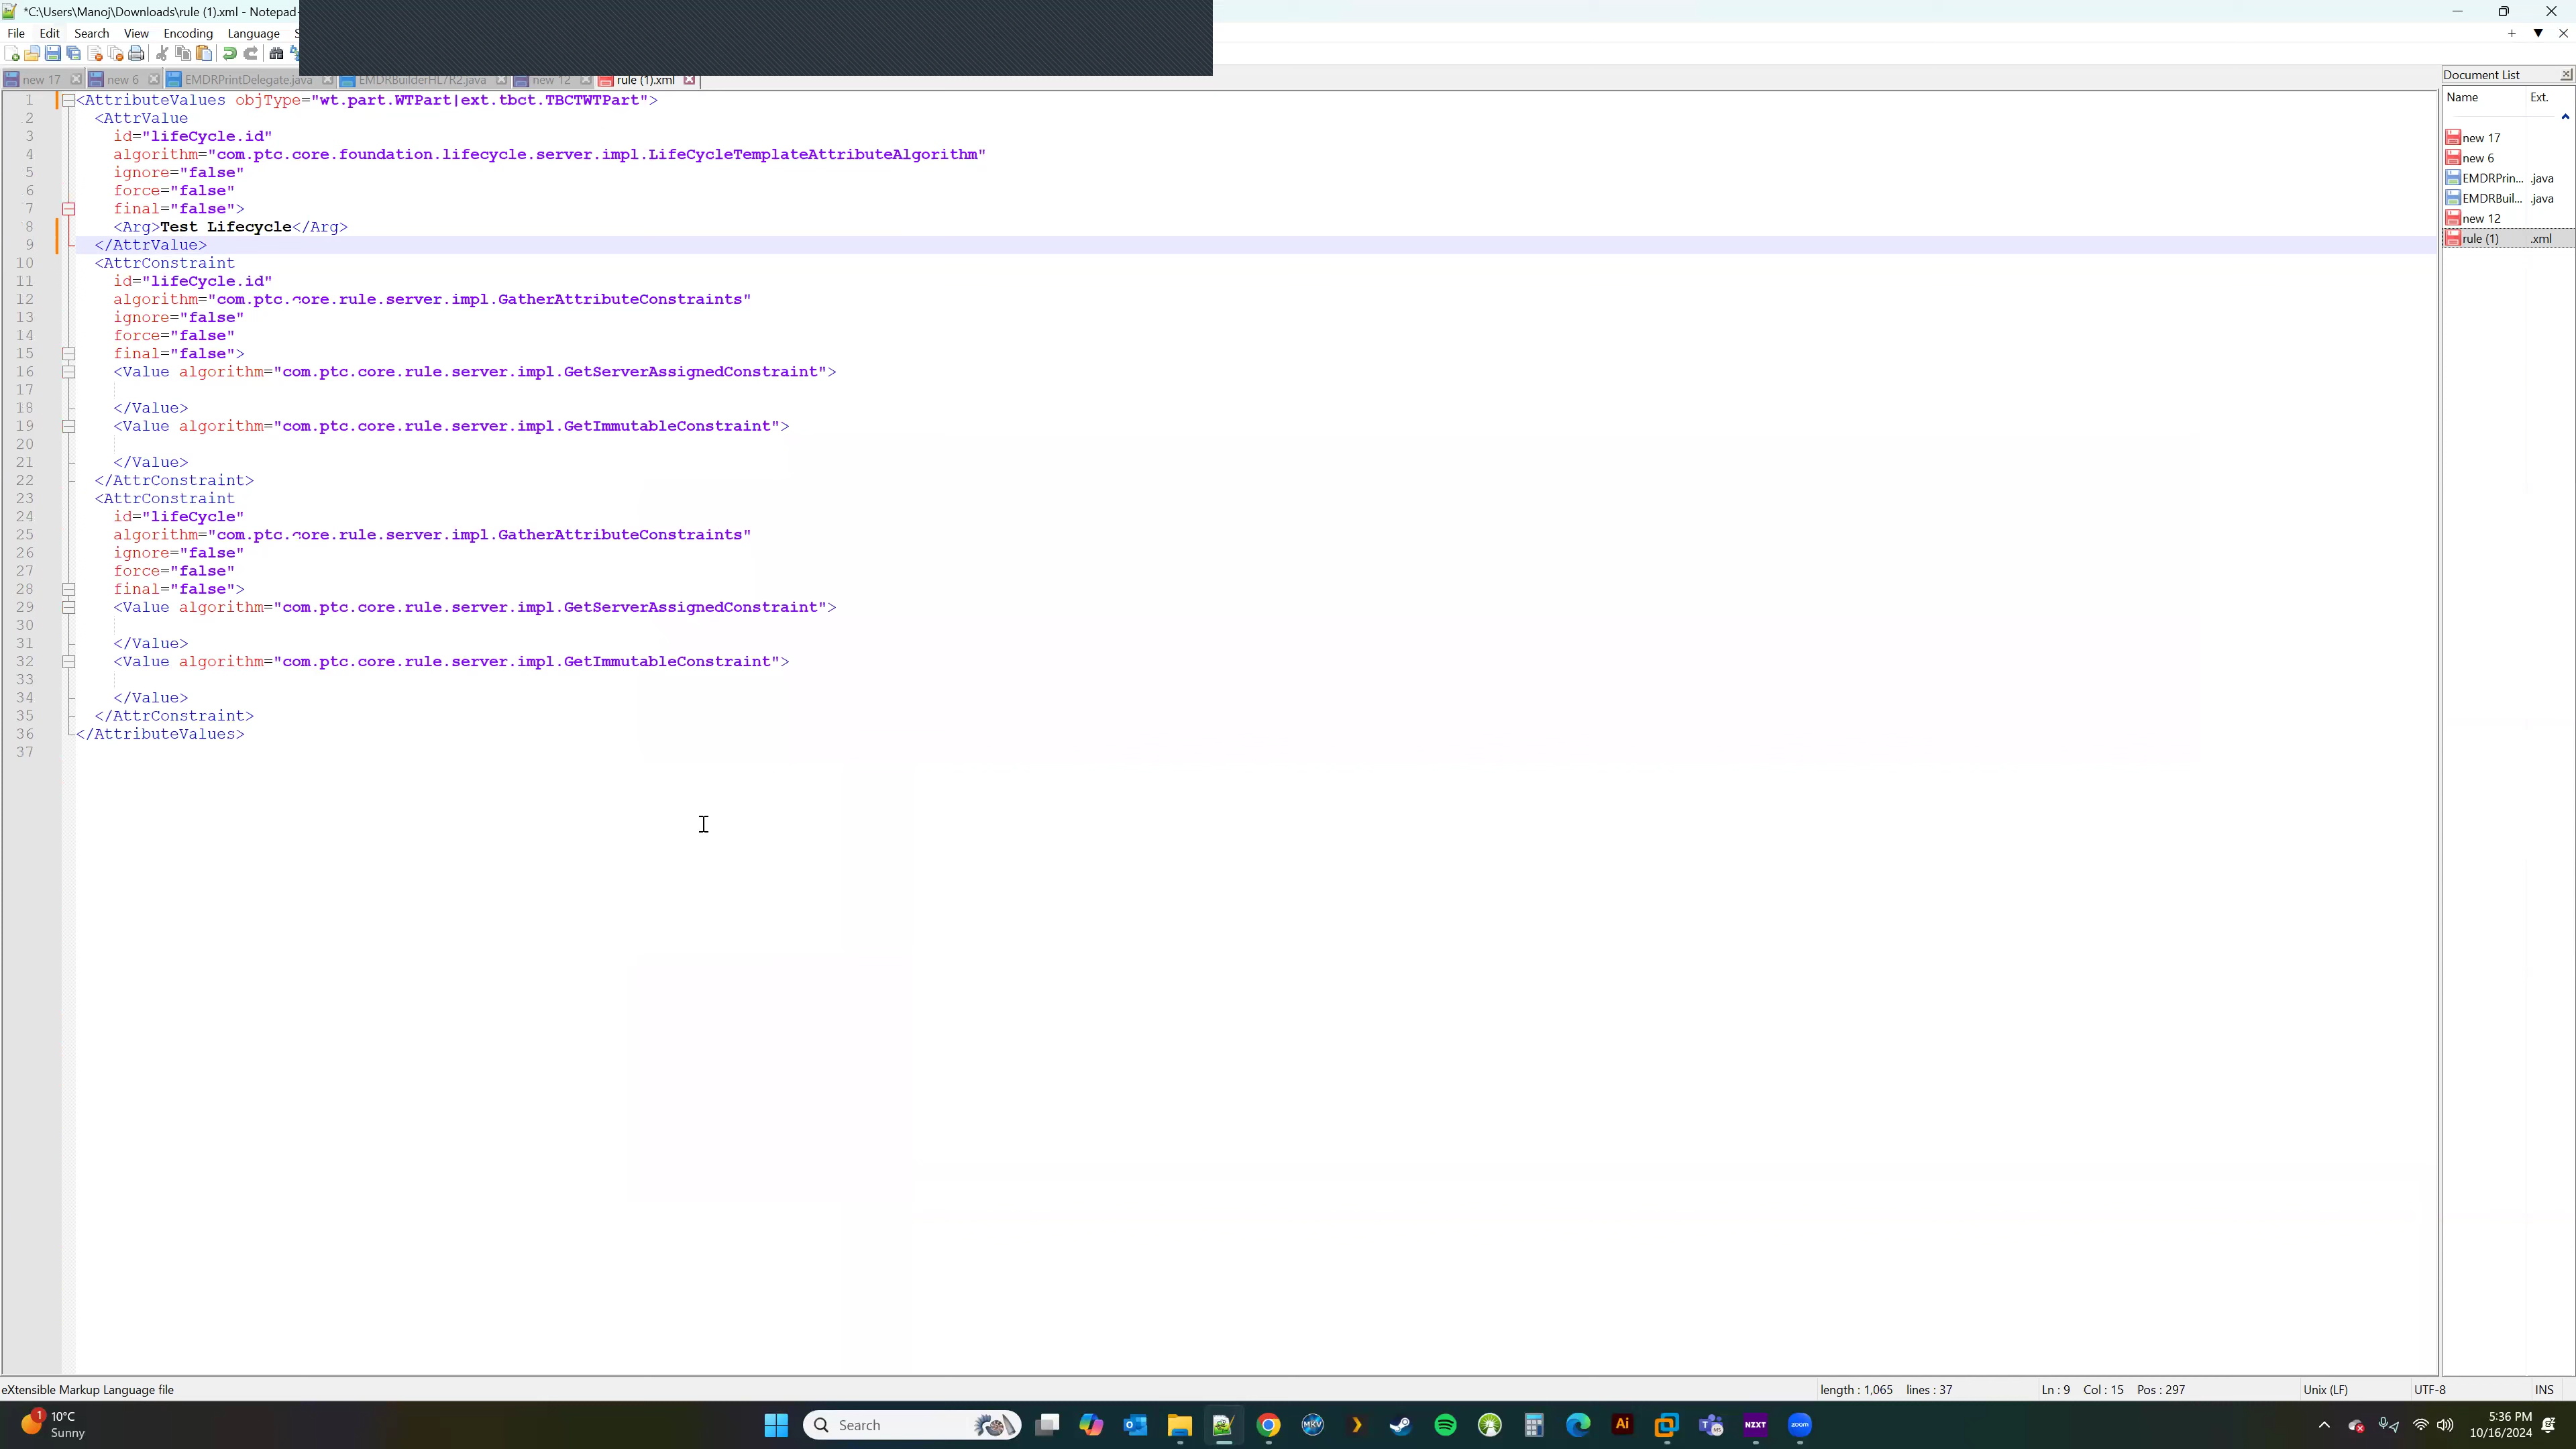 *C:\Users\Manoj\Downloads\rule (1).xml - Notepad
File Edit Search View Encoding Language
new 17 new 6 EMDRPrintDelegate.java EMDRBuilderHL7R2.java new 12 rule (1).xml
1 <AttributeValues objType="wt.part.WTPart|ext.tbct.TBCTWTPart">
2 <AttrValue
3 id="lifeCycle.id"
4 algorithm="com.ptc.core.foundation.lifecycle.server.impl.LifeCycleTemplateAttributeAlgorithm"
5 ignore="false"
6 force="false"
7 final="false">
8 <Arg>Test Lifecycle</Arg>
9 </AttrValue>
10 <AttrConstraint
11 id="lifeCycle.id"
12 algorithm="com.ptc.core.rule.server.impl.GatherAttributeConstraints"
13 ignore="false"
14 force="false"
15 final="false">
16 <Value algorithm="com.ptc.core.rule.server.impl.GetServerAssignedConstraint">
17
18 </Value>
19 <Value algorithm="com.ptc.core.rule.server.impl.GetImmutableConstraint">
20
21 </Value>
22 </AttrConstraint>
23 <AttrConstraint
24 id="lifeCycle"
25 algorithm="com.ptc.core.rule.server.impl.GatherAttributeConstraints"
26 ignore="false"
27 force="false"
28 final="false">
29 <Value algorithm="com.ptc.core.rule.server.impl.GetServerAssignedConstraint">
30
31 </Value>
32 <Value algorithm="com.ptc.core.rule.server.impl.GetImmutableConstraint">
33
34 </Value>
35 </AttrConstraint>
36 </AttributeValues>
37
Document List
Name Ext.
new 17
new 6
EMDRPrin... .java
EMDRBuil... .java
new 12
rule (1) .xml
eXtensible Markup Language file length : 1,065 lines : 37 Ln : 9 Col : 15 Pos : 297 Unix (LF) UTF-8 INS
1 10°C
Sunny
Search
MKV
Ai
NZXT
zoom
5:36 PM
10/16/2024